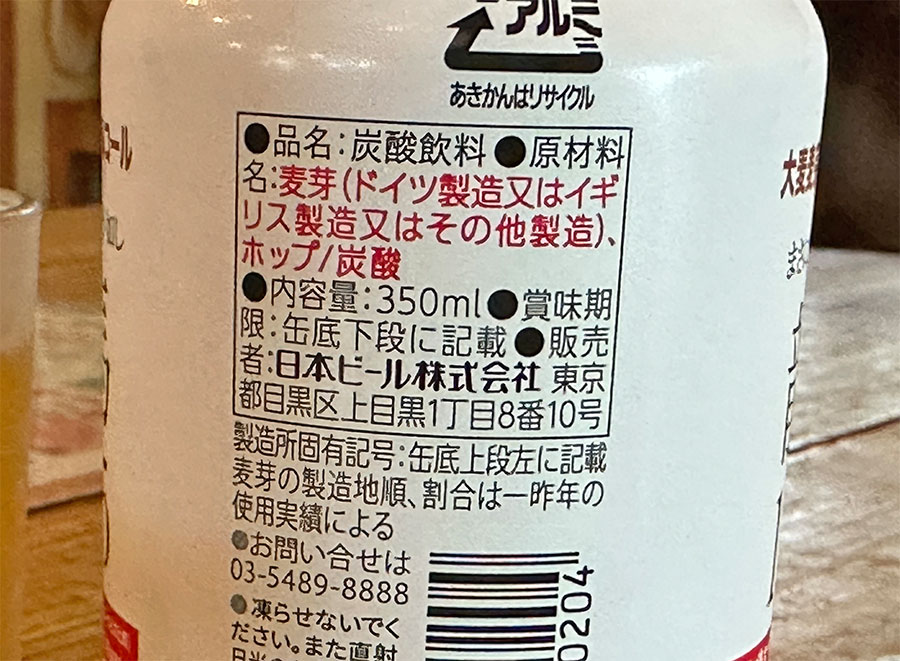 アルミ
あきかんはリサイクル
●品名：炭酸飲料 ●原材料
名：麦芽（ドイツ製造又はイギ
リス製造又はその他製造）、
ホップ/炭酸
●内容量：350ml●賞味期
限：缶底下段に記載 ●販売
者：日本ビール株式会社 東京
都目黒区上目黒1丁目8番10号
製造所固有記号：缶底上段左に記載
麦芽の製造地順、割合は一昨年の
使用実績による
●お問い合せは
03-5489-8888
●凍らせないでく
ださい。また直射
0204
コール
大麦